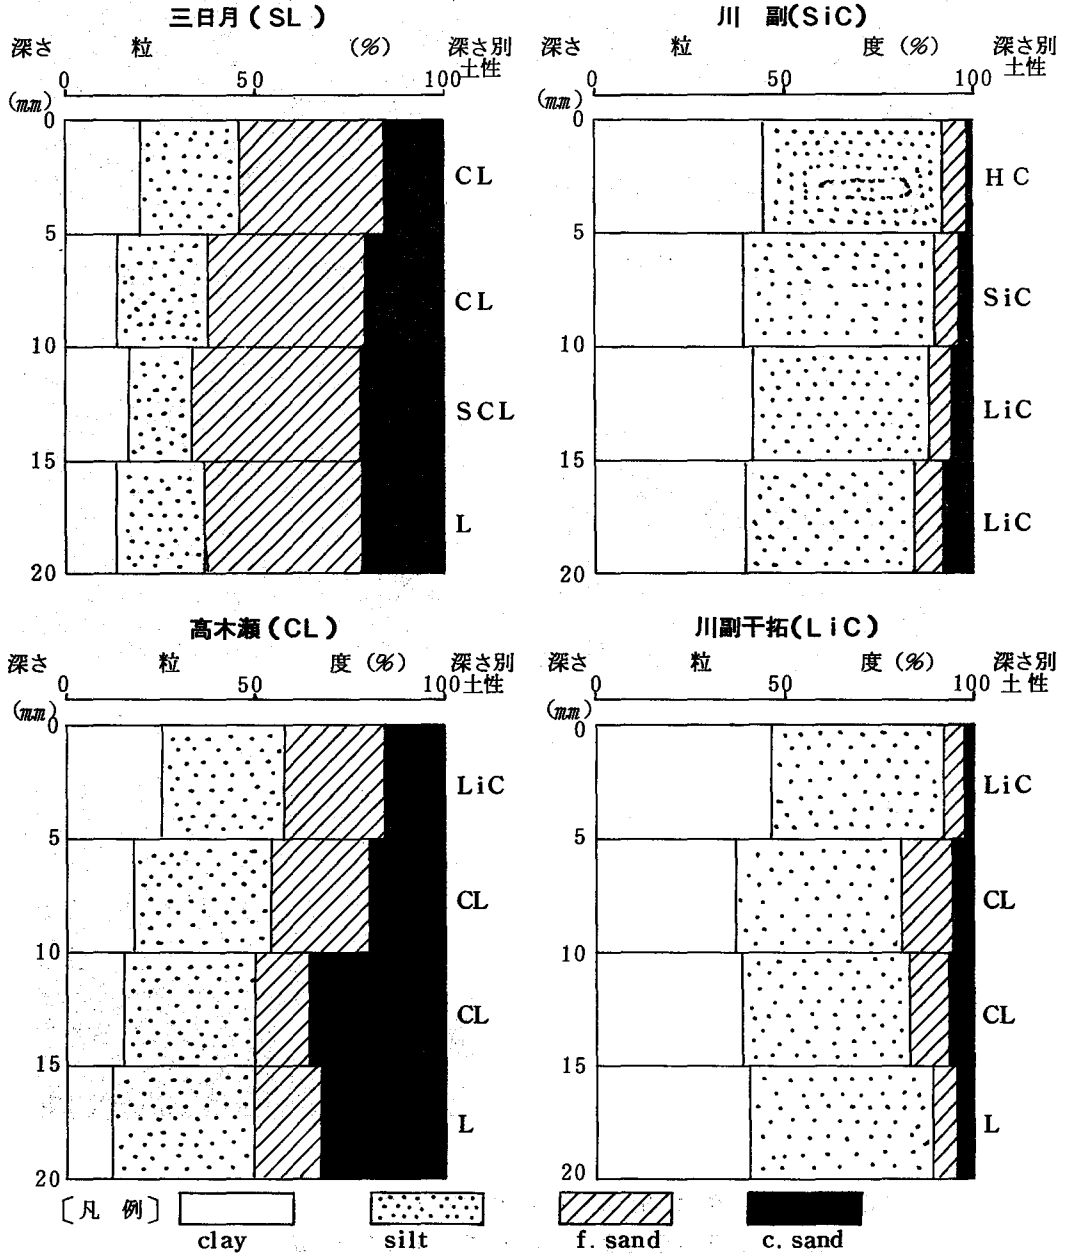 三日月(SL)
深さ 粒 (%) 深さ別
土性
0 50 100
(mm)
0
CL
5
CL
10
SCL
15
L
20
川 副(SiC)
深さ 粒 度(%) 深さ別
土性
0 50 100
(mm)
0
HC
5
SiC
10
LiC
15
LiC
20
高木瀬(CL)
深さ 粒 度(%) 深さ別
土性
0 50 100
(mm)
0
LiC
5
CL
10
CL
15
L
20
川副干拓(LiC)
深さ 粒 度(%) 深さ別
土性
0 50 100
(mm)
0
LiC
5
CL
10
CL
15
L
20
〔凡 例〕
clay silt f. sand c. sand